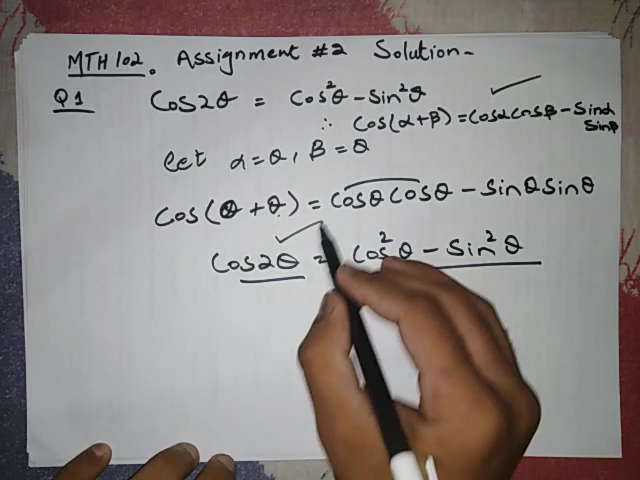 MTH 102. Assignment #2 Solution-
Q1 Cos2θ = Cos²θ - Sin²θ
∴ Cos(α+β) = Cosα Cosβ - Sinα
Sinβ
let α = θ, β = θ
Cos(θ + θ) = Cosθ Cosθ - Sinθ Sinθ
Cos2θ = Cos²θ - Sin²θ